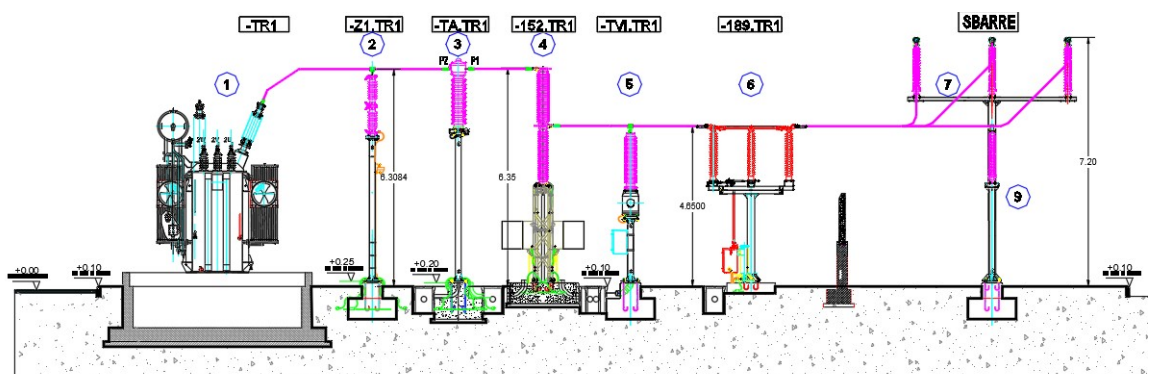 -TR1 -Z1.TR1 -TA.TR1 -152.TR1 -TVI.TR1 -189.TR1 SBARRE
1 2 3 4 5 6 7
P2 P1
6.3084 6.35 4.6500 7.20
9
+0.00 +0.10 +0.25 +0.20 +0.10 +0.10